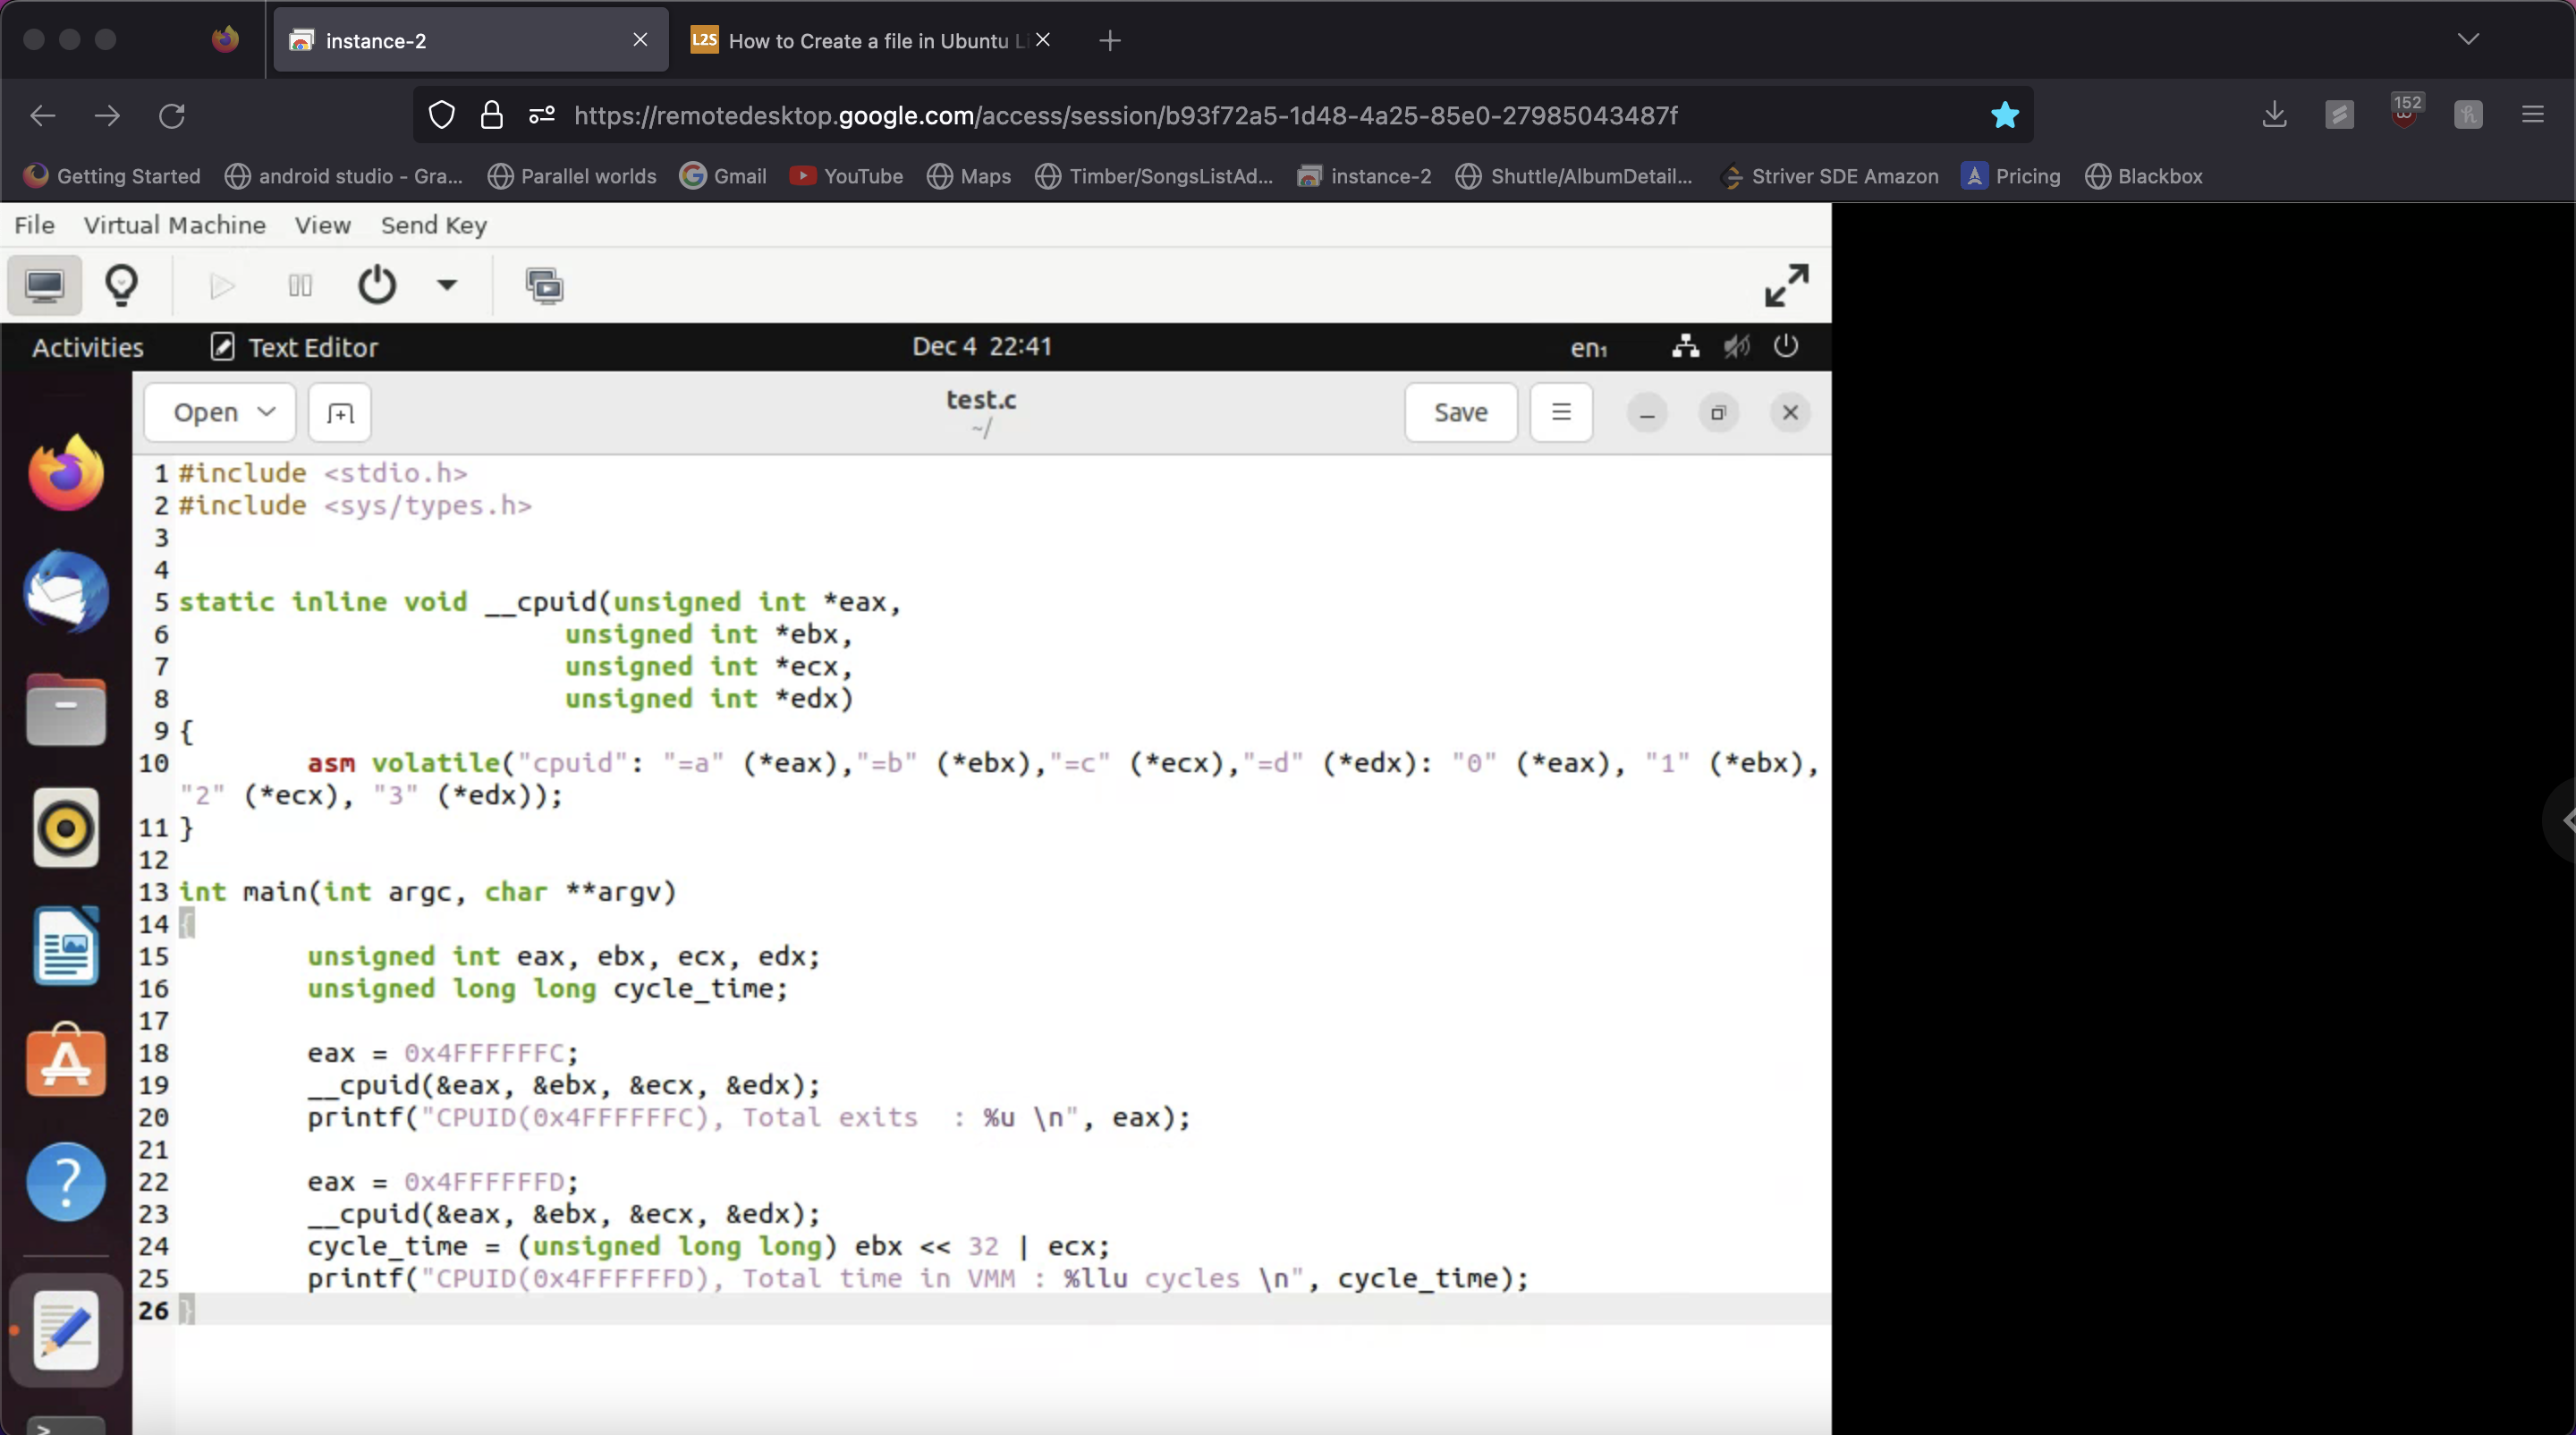 instance-2
L2S How to Create a file in Ubuntu Li
https://remotedesktop.google.com/access/session/b93f72a5-1d48-4a25-85e0-27985043487f
152
Getting Started
android studio - Gra...
Parallel worlds
Gmail
YouTube
Maps
Timber/SongsListAd...
instance-2
Shuttle/AlbumDetail...
Striver SDE Amazon
Pricing
Blackbox
File Virtual Machine View Send Key
Activities Text Editor Dec 4 22:41 en1
Open test.c Save
~/
1 #include <stdio.h>
2 #include <sys/types.h>
3
4
5 static inline void __cpuid(unsigned int *eax,
6 unsigned int *ebx,
7 unsigned int *ecx,
8 unsigned int *edx)
9 {
10 asm volatile("cpuid": "=a" (*eax),"=b" (*ebx),"=c" (*ecx),"=d" (*edx): "0" (*eax), "1" (*ebx),
"2" (*ecx), "3" (*edx));
11 }
12
13 int main(int argc, char **argv)
14 {
15 unsigned int eax, ebx, ecx, edx;
16 unsigned long long cycle_time;
17
18 eax = 0x4FFFFFFC;
19 __cpuid(&eax, &ebx, &ecx, &edx);
20 printf("CPUID(0x4FFFFFFC), Total exits : %u \n", eax);
21
22 eax = 0x4FFFFFFD;
23 __cpuid(&eax, &ebx, &ecx, &edx);
24 cycle_time = (unsigned long long) ebx << 32 | ecx;
25 printf("CPUID(0x4FFFFFFD), Total time in VMM : %llu cycles \n", cycle_time);
26 }